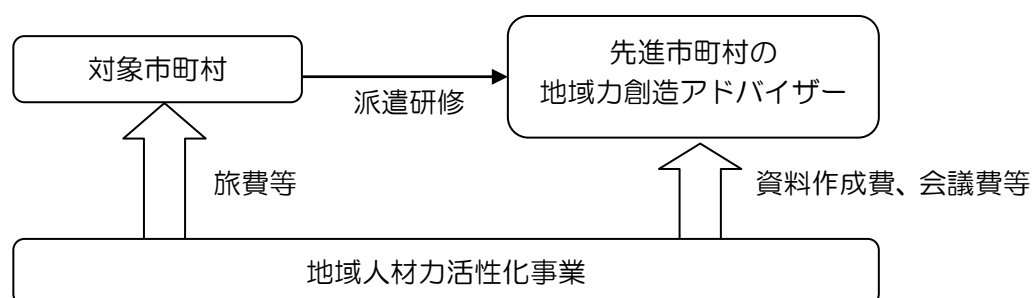 対象市町村
先進市町村の
地域力創造アドバイザー
派遣研修
旅費等
資料作成費、会議費等
地域人材力活性化事業